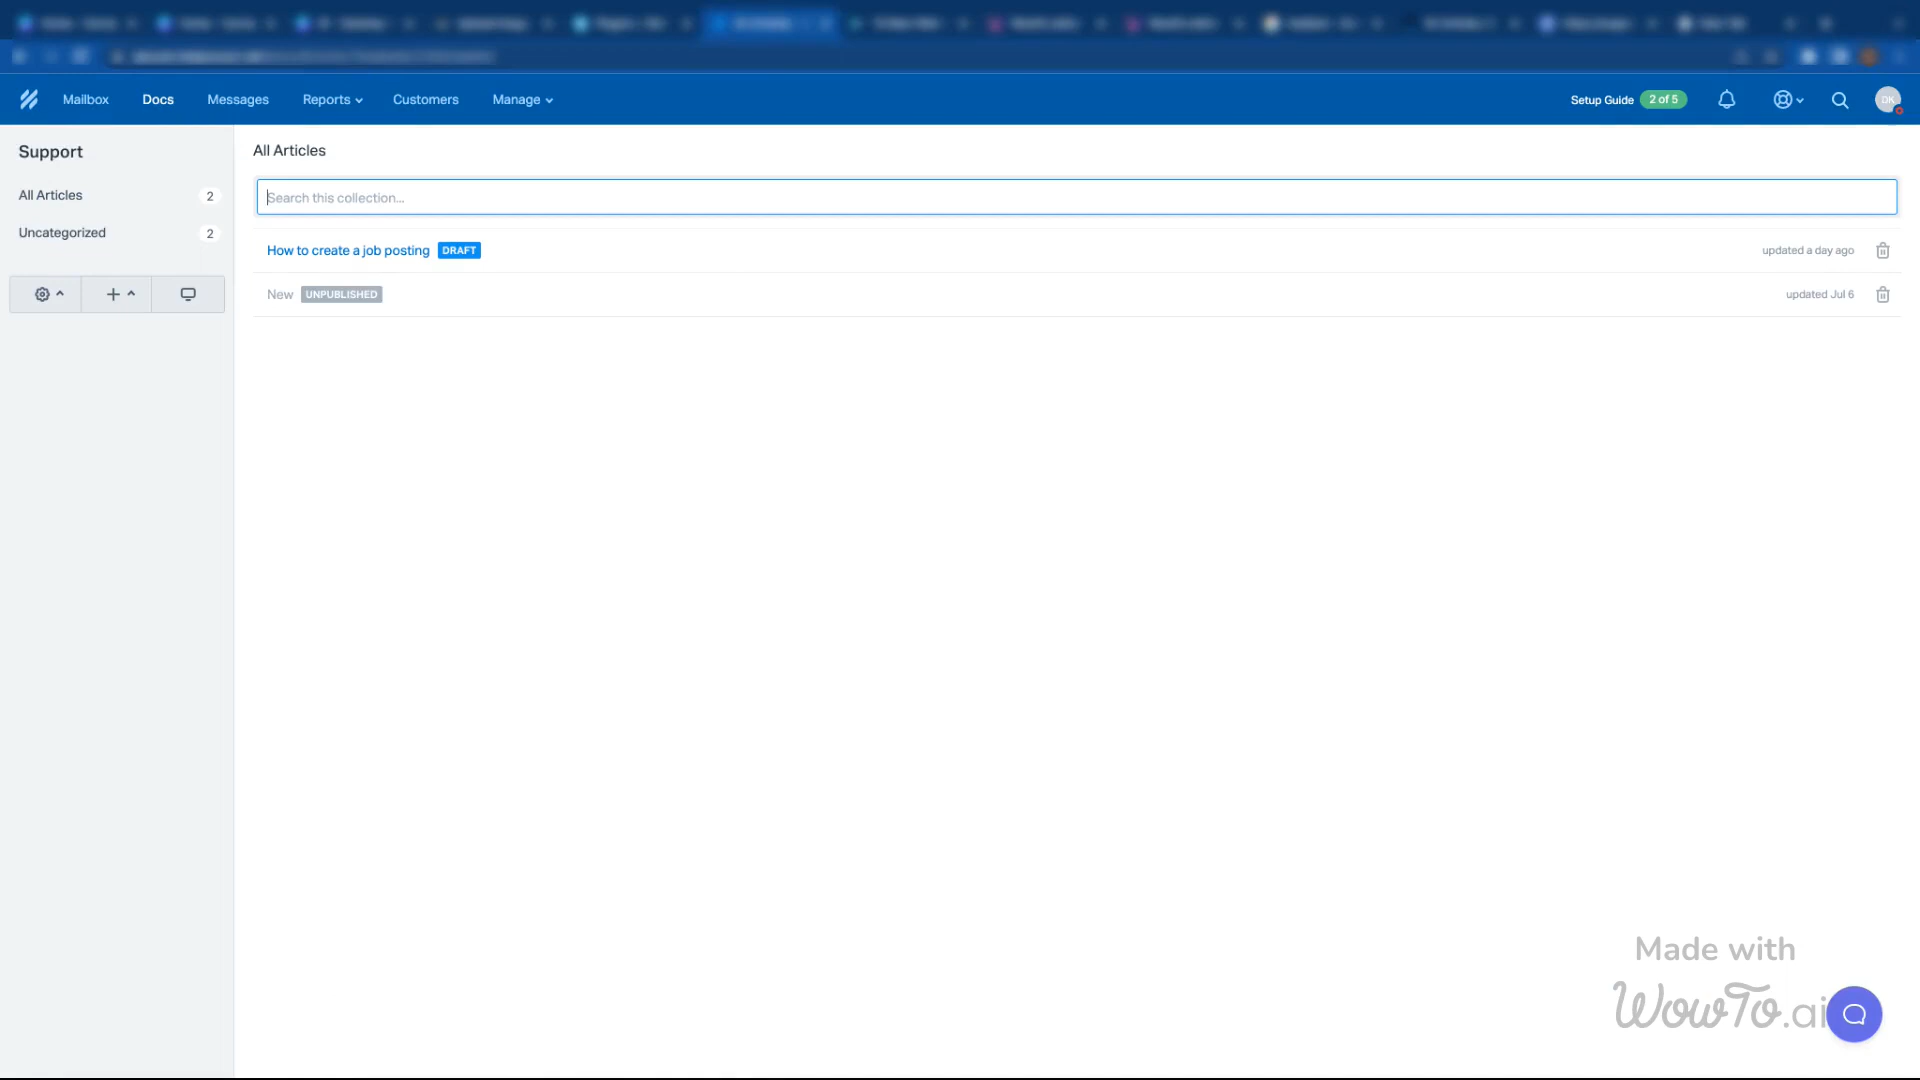 Mailbox Docs Messages Reports Customers Manage Setup Guide 2 of 5 DK
Support
All Articles 2
Uncategorized 2
All Articles
Search this collection...
How to create a job posting DRAFT updated a day ago
New UNPUBLISHED updated Jul 6
Made with
WowTo.ai